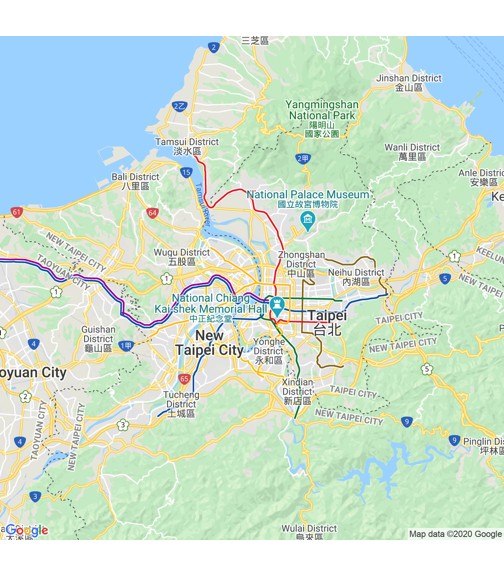 2
三芝區
Jinshan District
金山區
2乙
Yangmingshan
National Park
陽明山
國家公園
Tamsui District
淡水區
Wanli District
萬里區
2甲
Bali District
八里區
15
Anle District
安樂區
National Palace Museum
國立故宮博物院
61
64
Wugu District
五股區
Zhongshan
District
中山區
Neihu District
內湖區
NEW TAIPEI CITY
TAOYUAN CITY
1
5
1
National Chiang
Kai-shek Memorial Hall
中正紀念堂
Taipei
台北
TAIPEI CITY
NEW TAIPEI CITY
Guishan
District
龜山區
1甲
New
Taipei City
Yonghe
District
永和區
TAIPEI CITY
NEW TAIPEI CITY
oyuan City
65
5
Tucheng
District
土城區
Xindian
District
新店區
TAIPEI CITY
NEW TAIPEI CITY
3
9
9
4
TAOYUAN CITY
NEW TAIPEI CITY
Pinglin Di
坪林區
4
3
Wulai District
烏來區
Google
Map data ©2020 Google